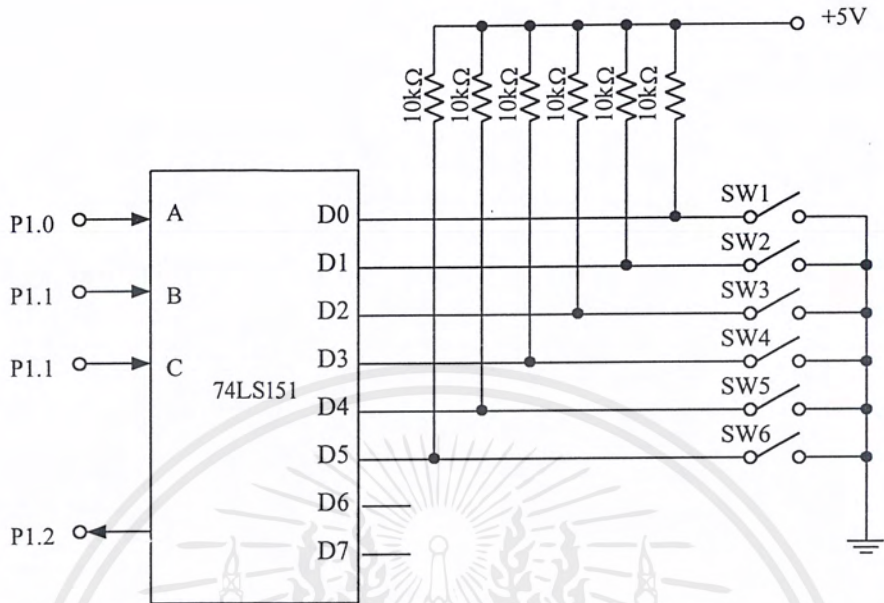 +5V
10kΩ 10kΩ 10kΩ 10kΩ 10kΩ 10kΩ
P1.0 A D0 SW1
D1 SW2
P1.1 B D2 SW3
P1.1 C D3 SW4
74LS151
D4 SW5
D5 SW6
D6
P1.2
D7